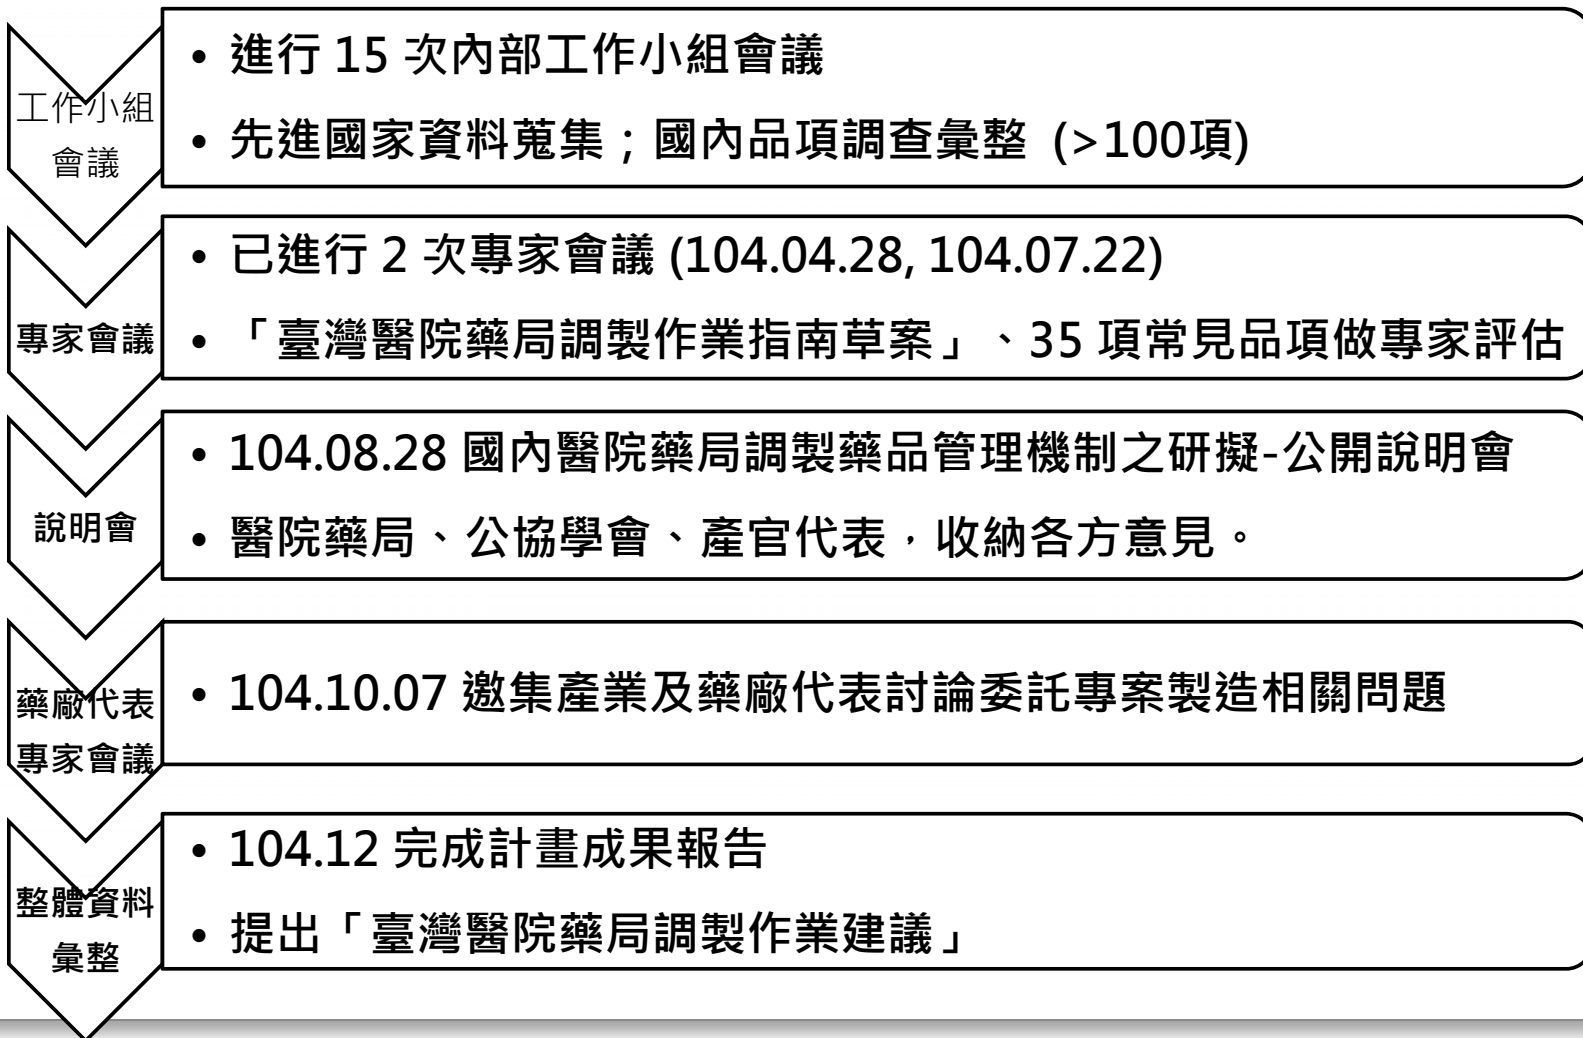 工作小組
會議
• 進行 15 次內部工作小組會議
• 先進國家資料蒐集；國內品項調查彙整 (>100項)
專家會議
• 已進行 2 次專家會議 (104.04.28, 104.07.22)
• 「臺灣醫院藥局調製作業指南草案」、35 項常見品項做專家評估
說明會
• 104.08.28 國內醫院藥局調製藥品管理機制之研擬-公開說明會
• 醫院藥局、公協學會、產官代表，收納各方意見。
藥廠代表
專家會議
• 104.10.07 邀集產業及藥廠代表討論委託專案製造相關問題
整體資料
彙整
• 104.12 完成計畫成果報告
• 提出「臺灣醫院藥局調製作業建議」